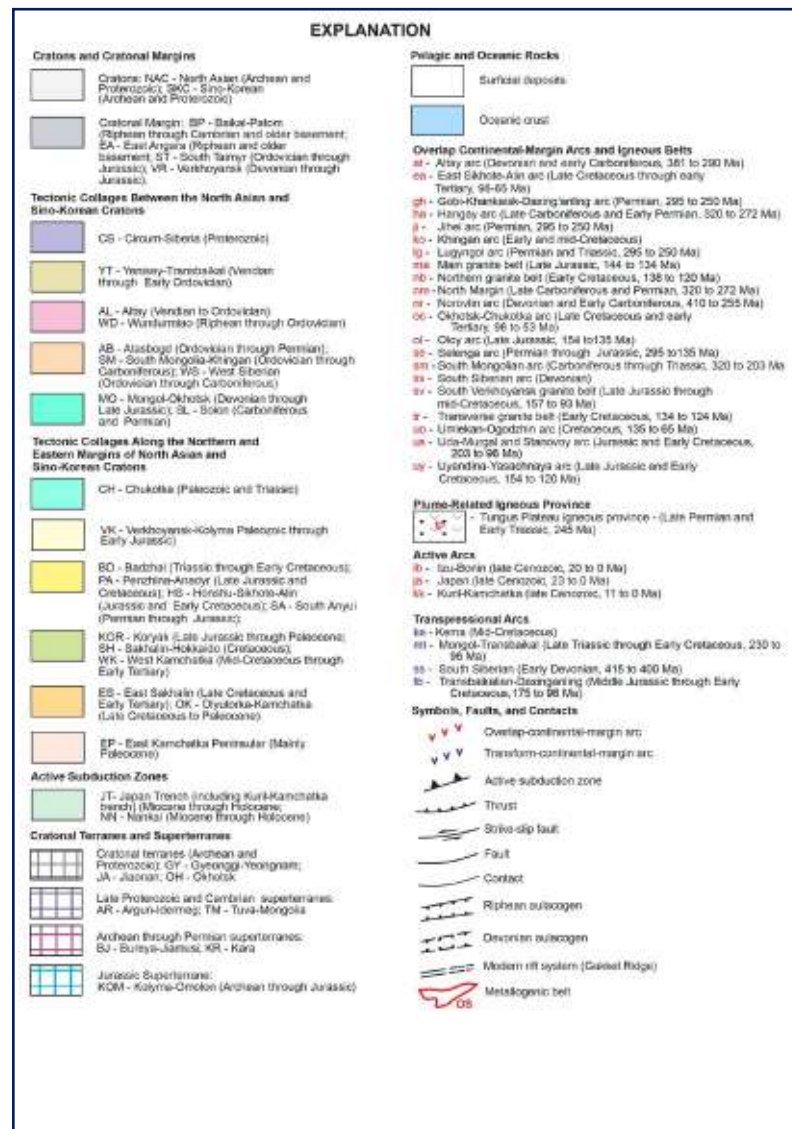 EXPLANATION
Cratons and Cratonal Margins
Cratons: NAC - North Asian (Archean and
Proterozoic); SKC - Sino-Korean
(Archean and Proterozoic)
Cratonal Margin: BP - Baikal-Patom
(Riphean through Cambrian and older basement;
EA - East Angara (Riphean and older
basement; ST - South Taimyr (Ordovician through
Jurassic); VR - Verkhoyansk (Devonian through
Jurassic).
Tectonic Collages Between the North Asian and
Sino-Korean Cratons
CS - Circum-Siberia (Proterozoic)
YT - Yenisey-Transbaikal (Vendian
through Early Ordovician)
AL - Altay (Vendian to Ordovician)
WD - Wundurmiao (Riphean through Ordovician)
AB - Atasbogd (Ordovician through Permian);
SM - South Mongolia-Khingan (Ordovician through
Carboniferous); WS - West Siberian
(Ordovician through Carboniferous)
MO - Mongol-Okhotsk (Devonian through
Late Jurassic); SL - Solon (Carboniferous
and Permian)
Tectonic Collages Along the Northern and
Eastern Margins of North Asian and
Sino-Korean Cratons
CH - Chukotka (Paleozoic and Triassic)
VK - Verkhoyansk-Kolyma Paleozoic through
Early Jurassic)
BD - Badzhal (Triassic through Early Cretaceous);
PA - Penzhina-Anadyr (Late Jurassic and
Cretaceous); HS - Honshu-Sikhote-Alin
(Jurassic and Early Cretaceous); SA - South Anyui
(Permian through Jurassic);
KOR - Koryak (Late Jurassic through Paleocene;
SH - Sakhalin-Hokkaido (Cretaceous);
WK - West Kamchatka (Mid-Cretaceous through
Early Tertiary)
ES - East Sakhalin (Late Cretaceous and
Early Tertiary); OK - Olyutorka-Kamchatka
(Late Cretaceous to Paleocene)
EP - East Kamchatka Peninsular (Mainly
Paleocene)
Active Subduction Zones
JT- Japan Trench (including Kuril-Kamchatka
trench) (Miocene through Holocene;
NN - Nankai (Miocene through Holocene)
Cratonal Terranes and Superterranes
Cratonal terranes (Archean and
Proterozoic): GY - Gyeonggi-Yeongnam;
JA - Jiaonan; OH - Okhotsk
Late Proterozoic and Cambrian superterranes:
AR - Argun-Idermeg; TM - Tuva-Mongolia
Archean through Permian superterranes:
BJ - Bureya-Jiamusi; KR - Kara
Jurassic Superterrane:
KOM - Kolyma-Omolon (Archean through Jurassic)
Pelagic and Oceanic Rocks
Surficial deposits
Oceanic crust
Overlap Continental-Margin Arcs and Igneous Belts
at - Altay arc (Devonian and early Carboniferous, 381 to 290 Ma)
ea - East Sikhote-Alin arc (Late Cretaceous through early
Tertiary, 96-65 Ma)
gh - Gobi-Khankaisk-Daxing'anling arc (Permian, 295 to 250 Ma)
ha - Hangay arc (Late Carboniferous and Early Permian, 320 to 272 Ma)
ji - Jihei arc (Permian, 295 to 250 Ma)
ko - Khingan arc (Early and mid-Cretaceous)
lg - Lugyngol arc (Permian and Triassic, 295 to 250 Ma)
ma - Main granite belt (Late Jurassic, 144 to 134 Ma)
nb - Northern granite belt (Early Cretaceous, 138 to 120 Ma)
nm - North Margin (Late Carboniferous and Permian, 320 to 272 Ma)
nr - Norovlin arc (Devonian and Early Carboniferous, 410 to 255 Ma)
oc - Okhotsk-Chukotka arc (Late Cretaceous and early
Tertiary, 96 to 53 Ma)
ol - Oloy arc (Late Jurassic, 154 to135 Ma)
se - Selenga arc (Permian through Jurassic, 295 to135 Ma)
sm - South Mongolian arc (Carboniferous through Triassic, 320 to 203 Ma
ss - South Siberian arc (Devonian)
sv - South Verkhoyansk granite belt (Late Jurassic through
mid-Cretaceous, 157 to 93 Ma)
tr - Transverse granite belt (Early Cretaceous, 134 to 124 Ma)
uo - Umlekan-Ogodzhin arc (Cretaceous, 135 to 65 Ma)
us - Uda-Murgal and Stanovoy arc (Jurassic and Early Cretaceous,
203 to 96 Ma)
uy - Uyandina-Yasachnaya arc (Late Jurassic and Early
Cretaceous, 154 to 120 Ma)
Plume-Related Igneous Province
- Tungus Plateau igneous province - (Late Permian and
Early Triassic, 245 Ma)
Active Arcs
ib - Izu-Bonin (late Cenozoic, 20 to 0 Ma)
ja - Japan (late Cenozoic, 23 to 0 Ma)
kk - Kuril-Kamchatka (late Cenozoic, 11 to 0 Ma)
Transpressional Arcs
ke - Kema (Mid-Cretaceous)
mt - Mongol-Transbaikal (Late Triassic through Early Cretaceous, 230 to
96 Ma)
ss - South Siberian (Early Devonian, 415 to 400 Ma)
tb - Transbaikalian-Daxinganling (Middle Jurassic through Early
Cretaceous,175 to 96 Ma)
Symbols, Faults, and Contacts
Overlap-continental-margin arc
Transform-continental-margin arc
Active subduction zone
Thrust
Strike-slip fault
Fault
Contact
Riphean aulacogen
Devonian aulacogen
Modern rift system (Gakkel Ridge)
Metallogenic belt
DS